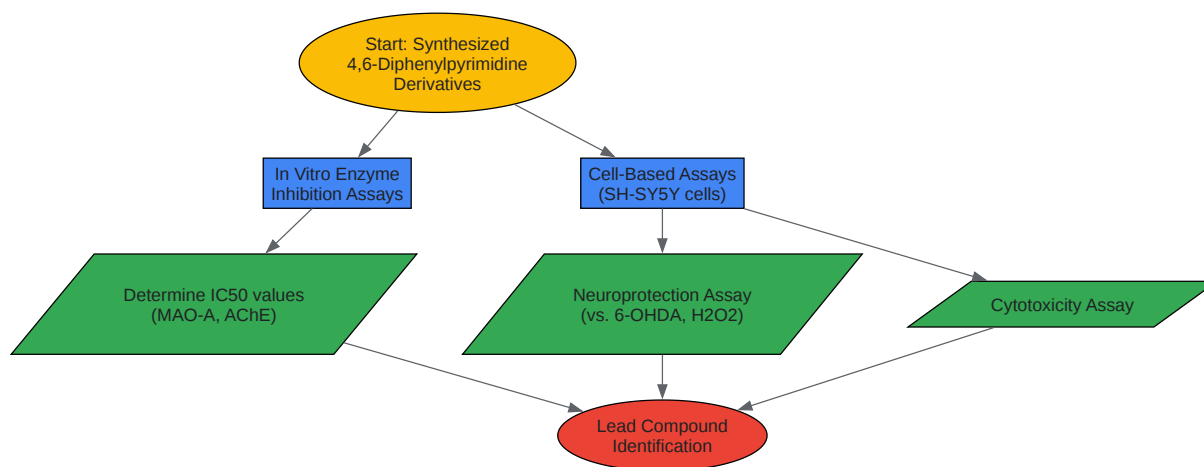 Start: Synthesized
4,6-Diphenylpyrimidine
Derivatives
In Vitro Enzyme
Inhibition Assays
Cell-Based Assays
(SH-SY5Y cells)
Determine IC50 values
(MAO-A, AChE)
Neuroprotection Assay
(vs. 6-OHDA, H2O2)
Cytotoxicity Assay
Lead Compound
Identification